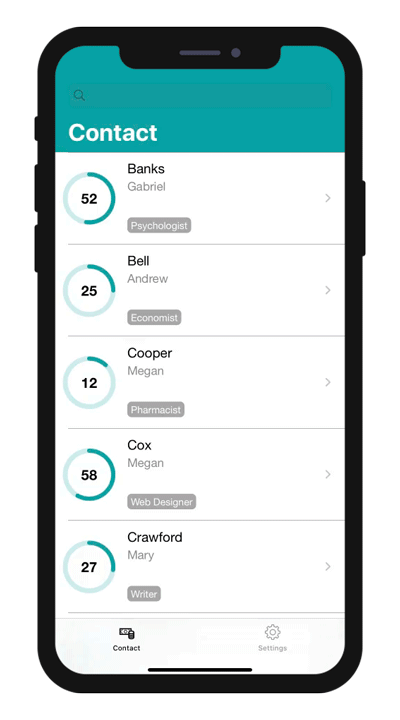 Contact
Banks
Gabriel
52
Psychologist
Bell
Andrew
25
Economist
Cooper
Megan
12
Pharmacist
Cox
Megan
58
Web Designer
Crawford
Mary
27
Writer
Contact
Settings